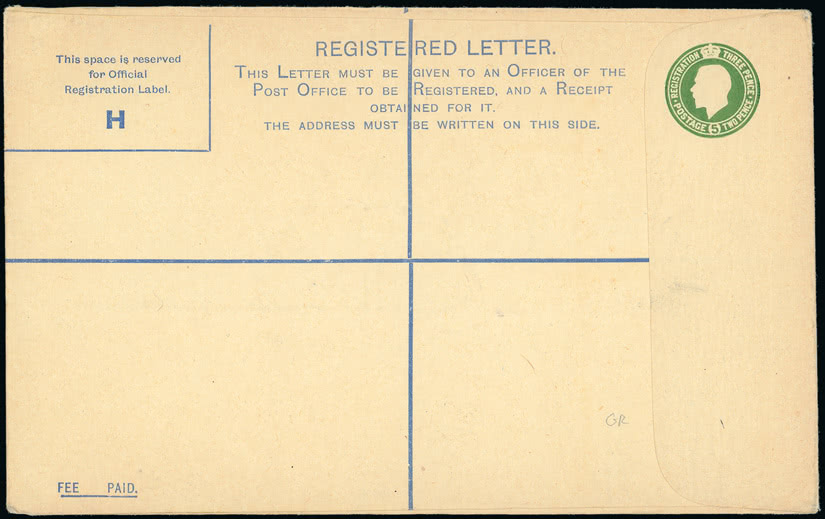 This space is reserved
for Official
Registration Label.
H
REGISTERED LETTER.
THIS LETTER MUST BE GIVEN TO AN OFFICER OF THE
POST OFFICE TO BE REGISTERED, AND A RECEIPT
OBTAINED FOR IT.
THE ADDRESS MUST BE WRITTEN ON THIS SIDE.
REGISTRATION THREE PENCE
POSTAGE 5 TWO PENCE
GR
FEE PAID.